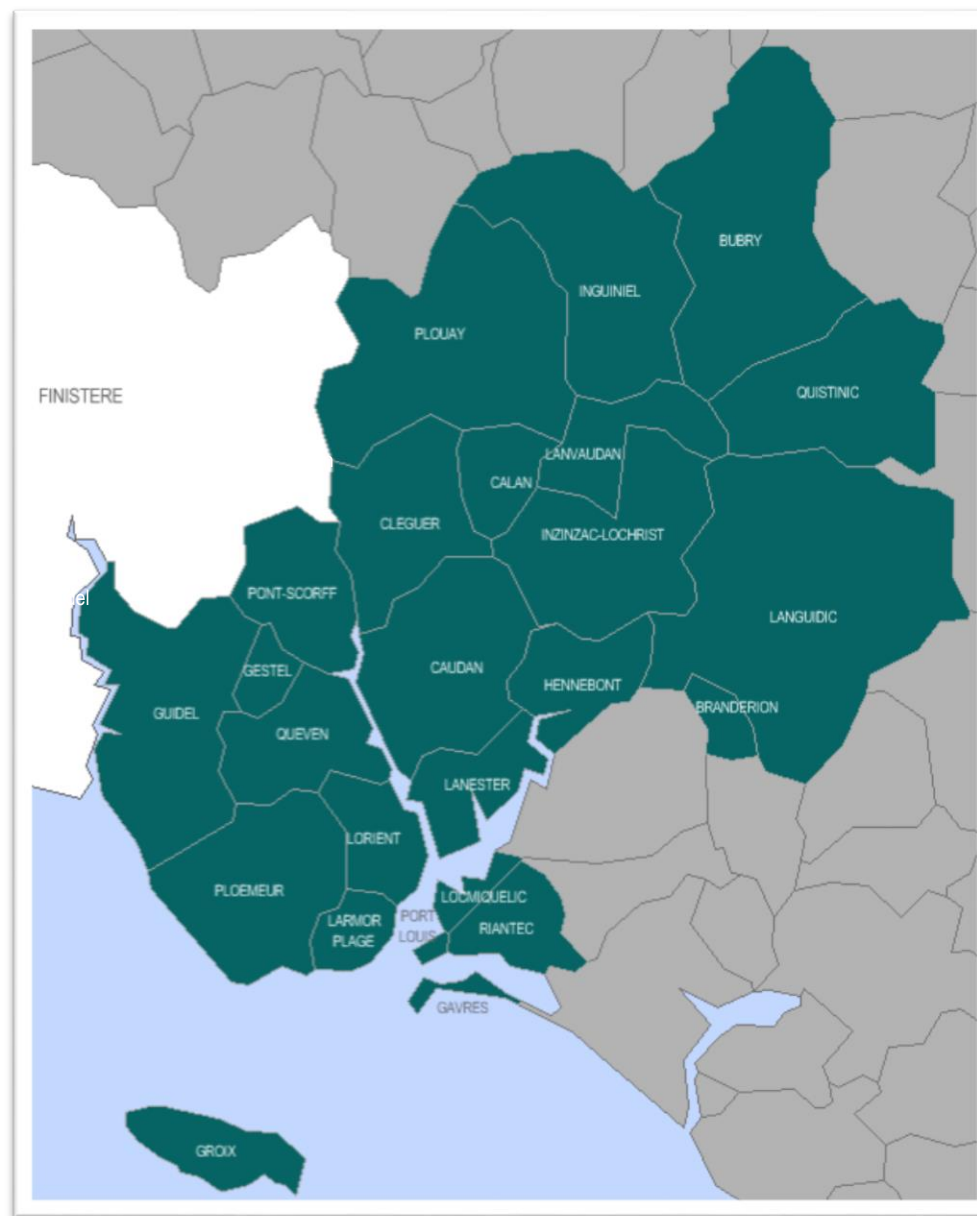 BUBRY
INGUINIEL
PLOUAY
QUISTINIC
FINISTERE
LANVAUDAN
CALAN
CLEGUER
INZINZAC-LOCHRIST
PONT-SCORFF
el
LANGUIDIC
CAUDAN
GESTEL
HENNEBONT
BRANDERION
GUIDEL
QUEVEN
LANESTER
LORIENT
PLOEMEUR
LOCMIQUELIC
LARMOR
PLAGE
PORT
LOUIS
RIANTEC
GAVRES
GROIX